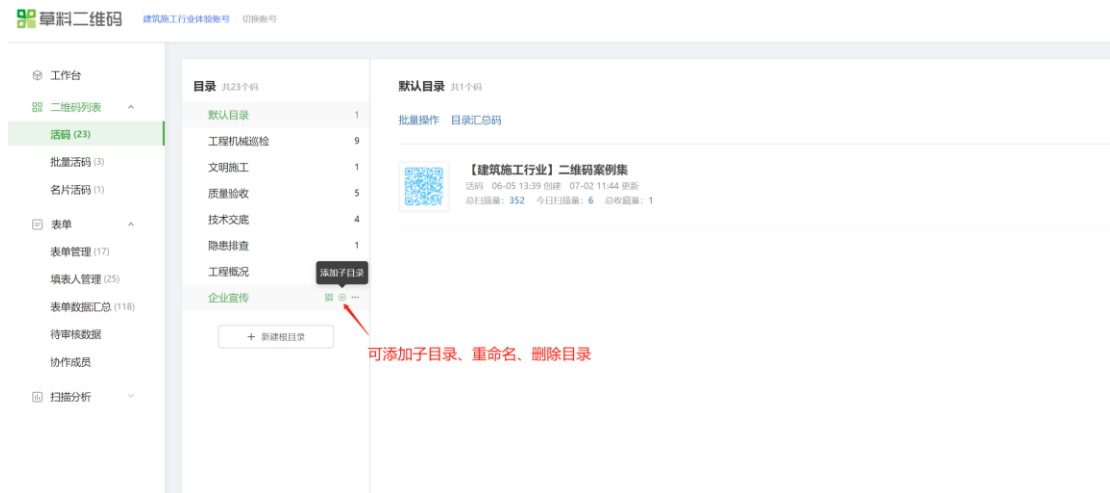 草料二维码 建筑施工行业体验账号 切换账号
工作台
二维码列表
活码 (23)
批量活码 (3)
名片活码 (1)
表单
表单管理 (17)
填表人管理 (25)
表单数据汇总 (118)
待审核数据
协作成员
扫描分析
目录 共23个码
默认目录 1
工程机械巡检 9
文明施工 1
质量验收 5
技术交底 4
隐患排查 1
工程概况
添加子目录
企业宣传
+ 新建根目录
可添加子目录、重命名、删除目录
默认目录 共1个码
批量操作 目录汇总码
【建筑施工行业】二维码案例集
活码 06-05 13:39 创建 07-02 11:44 更新
总扫描量: 352 今日扫描量: 6 总收藏量: 1